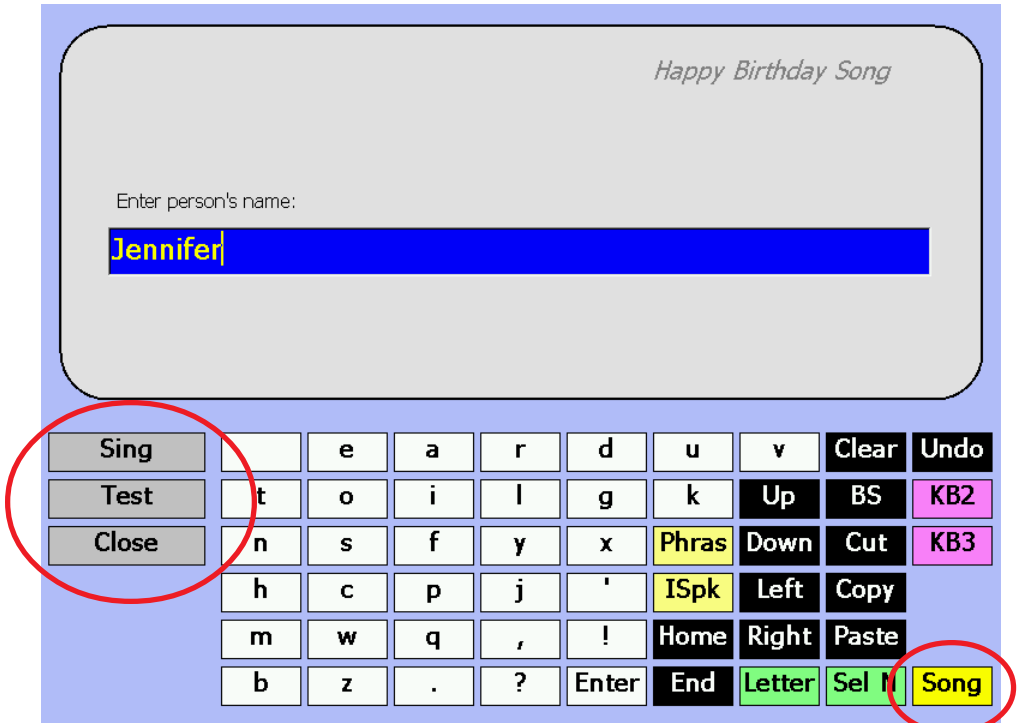 Happy Birthday Song
Enter person's name:
Jennifer
Sing e a r d u v Clear Undo
Test t o i l g k Up BS KB2
Close n s f y x Phras Down Cut KB3
h c p j ' ISpk Left Copy
m w q , ! Home Right Paste
b z . ? Enter End Letter Sel N Song